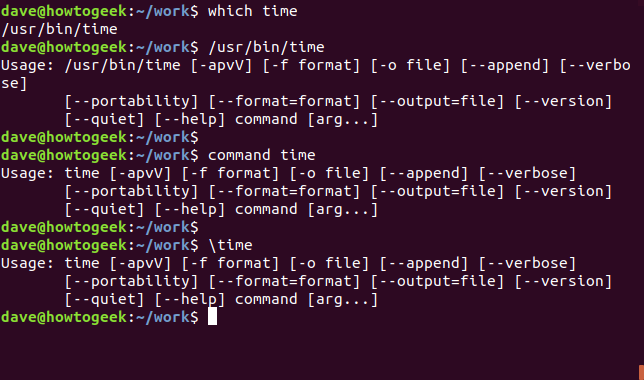 dave@howtogeek:~/work$ which time
/usr/bin/time
dave@howtogeek:~/work$ /usr/bin/time
Usage: /usr/bin/time [-apvV] [-f format] [-o file] [--append] [--verbo
se]
       [--portability] [--format=format] [--output=file] [--version]
       [--quiet] [--help] command [arg...]
dave@howtogeek:~/work$
dave@howtogeek:~/work$ command time
Usage: time [-apvV] [-f format] [-o file] [--append] [--verbose]
       [--portability] [--format=format] [--output=file] [--version]
       [--quiet] [--help] command [arg...]
dave@howtogeek:~/work$
dave@howtogeek:~/work$ \time
Usage: time [-apvV] [-f format] [-o file] [--append] [--verbose]
       [--portability] [--format=format] [--output=file] [--version]
       [--quiet] [--help] command [arg...]
dave@howtogeek:~/work$